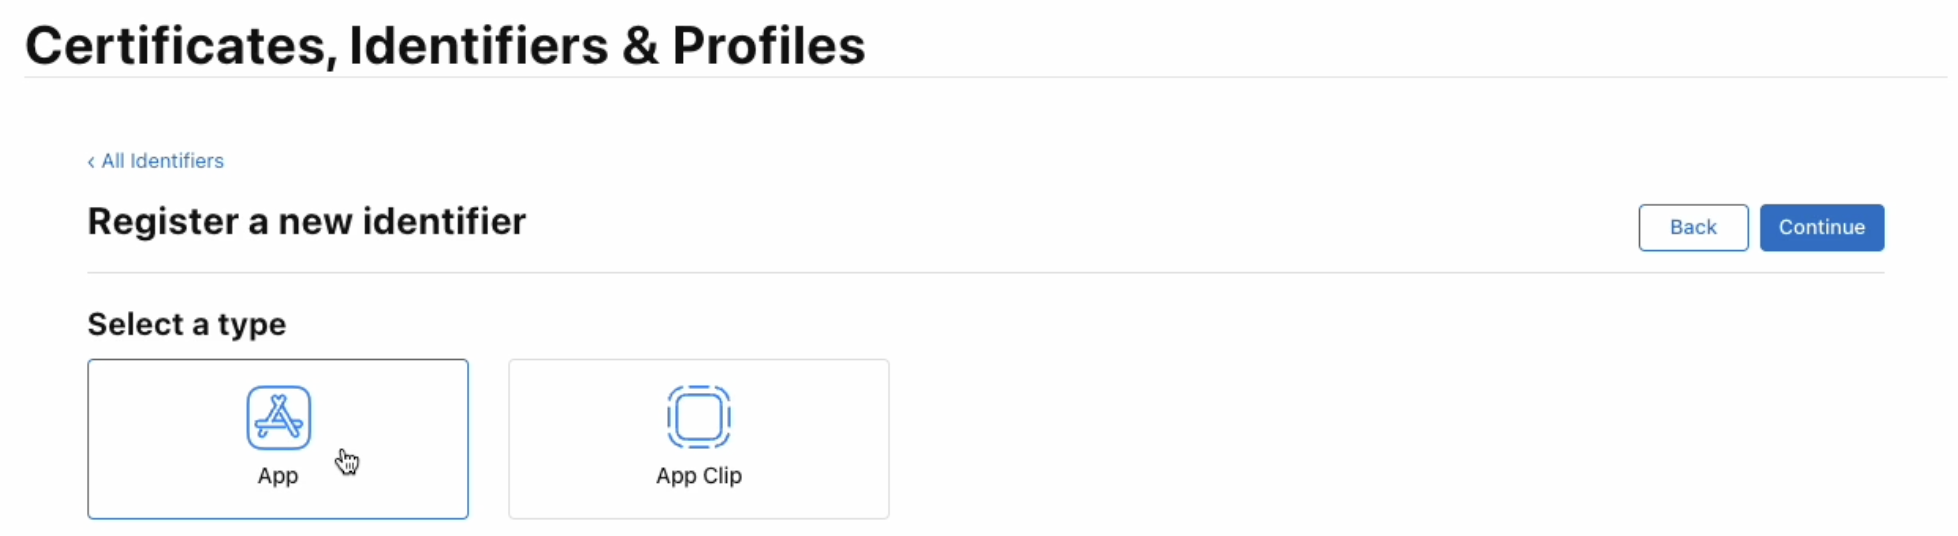 Certificates, Identifiers & Profiles
‹ All Identifiers
Register a new identifier
Back
Continue
Select a type
App
App Clip